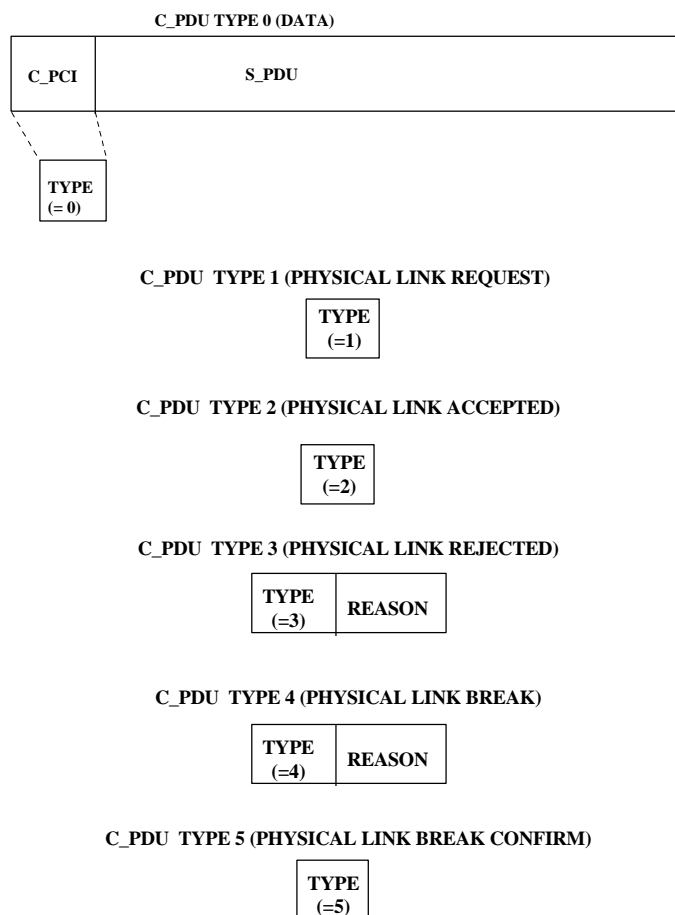 C_PDU TYPE 0 (DATA)
C_PCI
S_PDU
TYPE
(= 0)
C_PDU TYPE 1 (PHYSICAL LINK REQUEST)
TYPE
(=1)
C_PDU TYPE 2 (PHYSICAL LINK ACCEPTED)
TYPE
(=2)
C_PDU TYPE 3 (PHYSICAL LINK REJECTED)
TYPE
(=3)
REASON
C_PDU TYPE 4 (PHYSICAL LINK BREAK)
TYPE
(=4)
REASON
C_PDU TYPE 5 (PHYSICAL LINK BREAK CONFIRM)
TYPE
(=5)